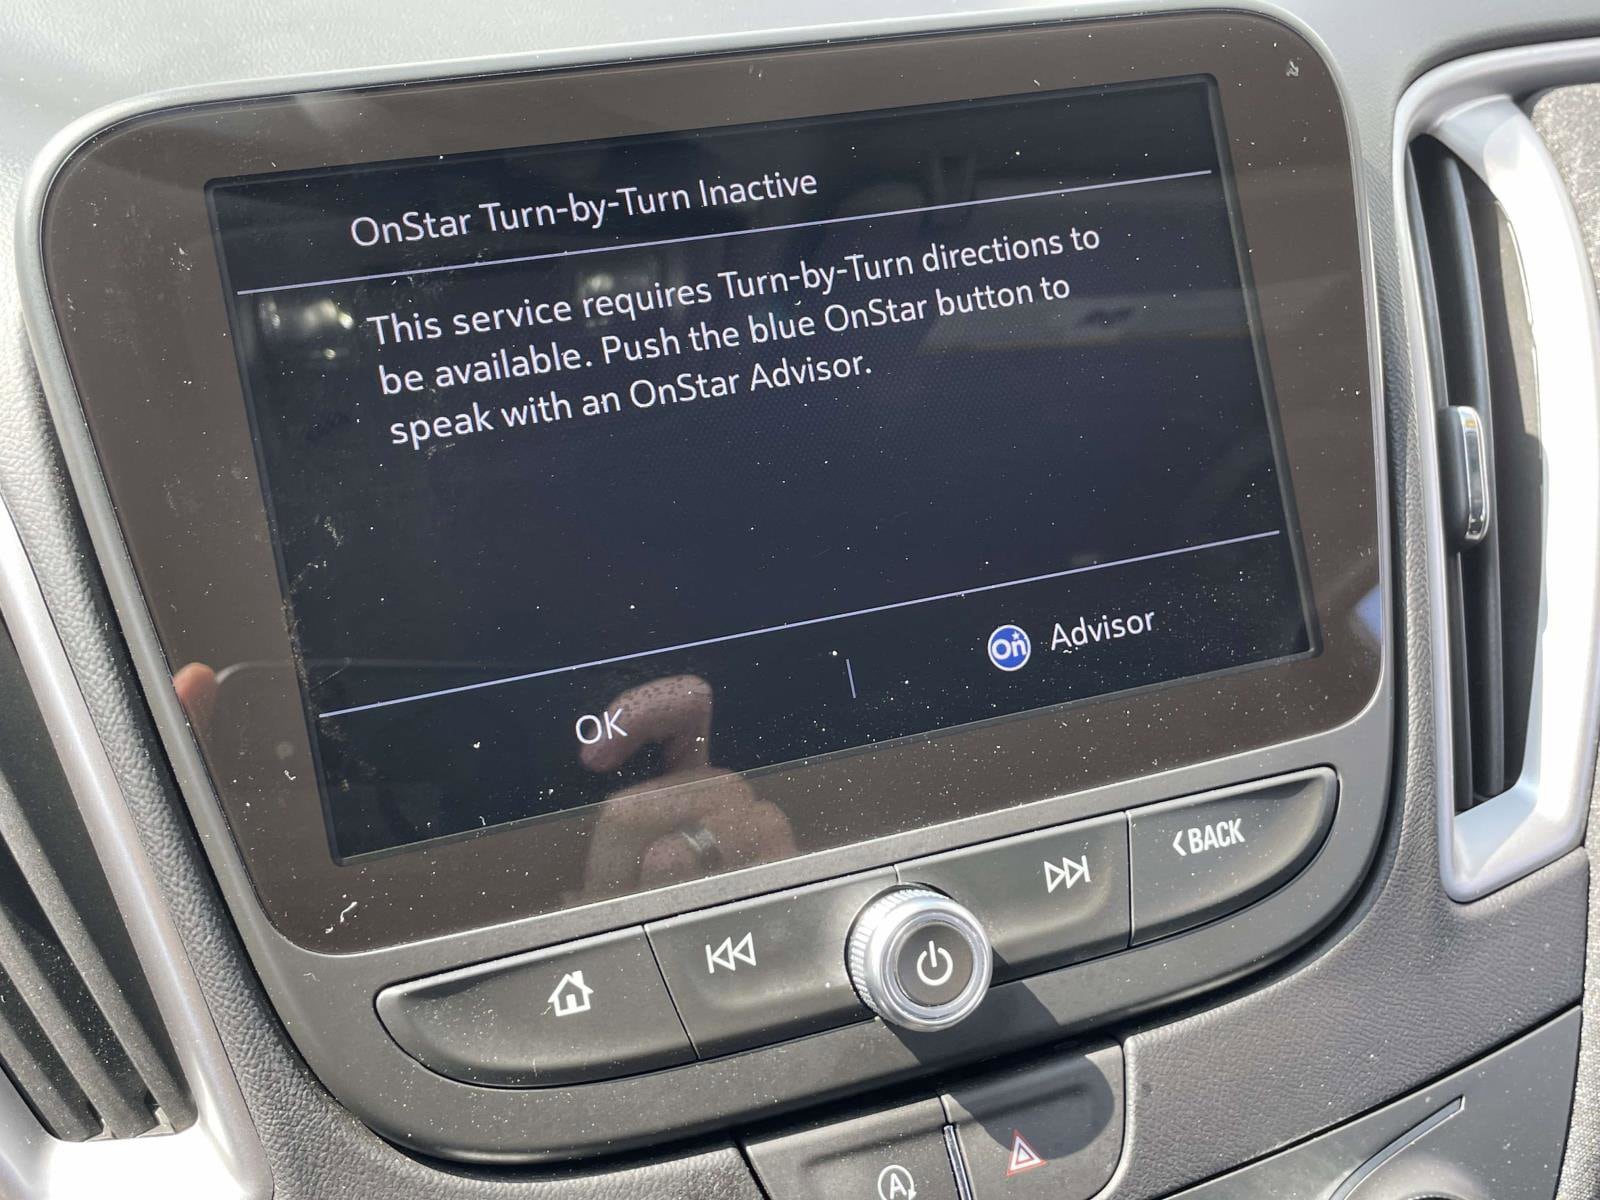 OnStar Turn-by-Turn Inactive
This service requires Turn-by-Turn directions to
be available. Push the blue OnStar button to
speak with an OnStar Advisor.
OK
On Advisor
BACK
A